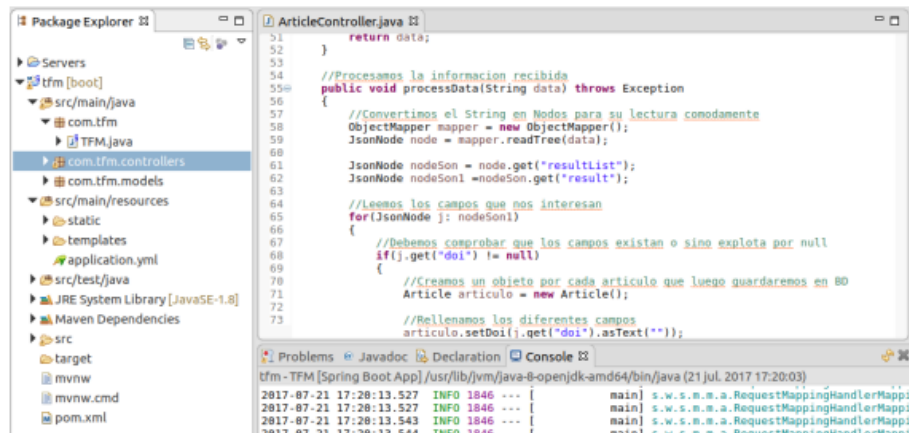 Package Explorer
Servers
tfm [boot]
src/main/java
com.tfm
TFM.java
com.tfm.controllers
com.tfm.models
src/main/resources
static
templates
application.yml
src/test/java
JRE System Library [JavaSE-1.8]
Maven Dependencies
src
target
mvnw
mvnw.cmd
pom.xml
ArticleController.java
51 return data;
52 }
53
54 //Procesamos la informacion recibida
55 public void processData(String data) throws Exception
56 {
57 //Convertimos el String en Nodos para su lectura comodamente
58 ObjectMapper mapper = new ObjectMapper();
59 JsonNode node = mapper.readTree(data);
60
61 JsonNode nodeSon = node.get("resultList");
62 JsonNode nodeSon1 =nodeSon.get("result");
63
64 //Leemos los campos que nos interesan
65 for(JsonNode j: nodeSon1)
66 {
67 //Debemos comprobar que los campos existan o sino explota por null
68 if(j.get("doi") != null)
69 {
70 //Creamos un objeto por cada articulo que luego guardaremos en BD
71 Article articulo = new Article();
72
73 //Rellenamos los diferentes campos
articulo.setDoi(j.get("doi").asText(""));
Problems Javadoc Declaration Console
tfm - TFM [Spring Boot App] /usr/lib/jvm/java-8-openjdk-amd64/bin/java (21 jul. 2017 17:20:03)
2017-07-21 17:20:13.527 INFO 1846 --- [ main] s.w.s.m.m.a.RequestMappingHandlerMappi
2017-07-21 17:20:13.527 INFO 1846 --- [ main] s.w.s.m.m.a.RequestMappingHandlerMappi
2017-07-21 17:20:13.543 INFO 1846 --- [ main] s.w.s.m.m.a.RequestMappingHandlerMappi
2017-07-21 17:20:13.544 INFO 1846 --- [ main] s.w.s.m.m.a.RequestMappingHandlerMappi